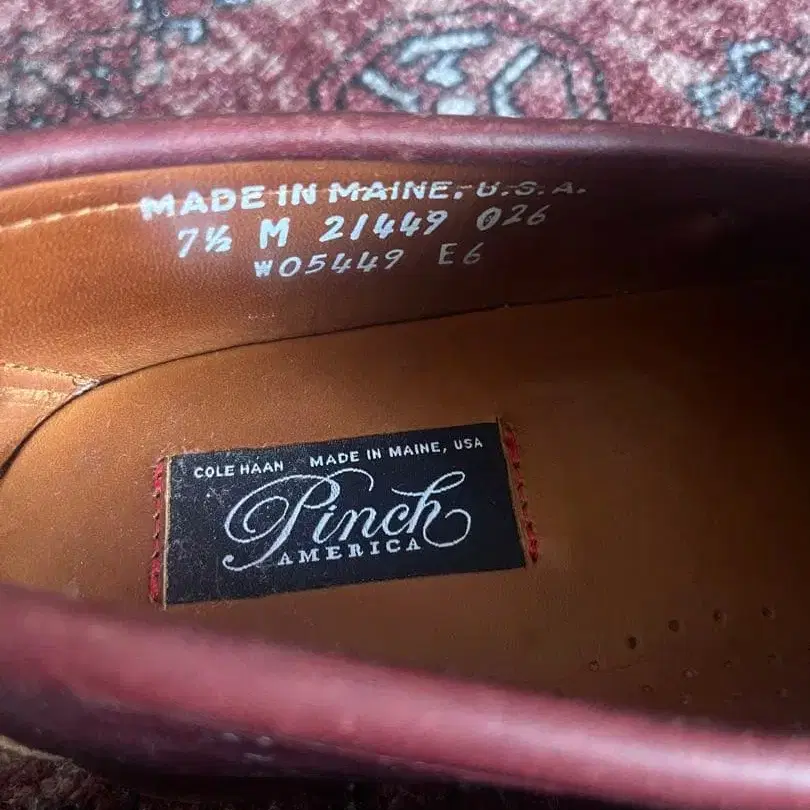 MADE IN MAINE. U.S.A.
7½ M 21449 026
W05449 E6
COLE HAAN MADE IN MAINE, USA
Pinch
AMERICA